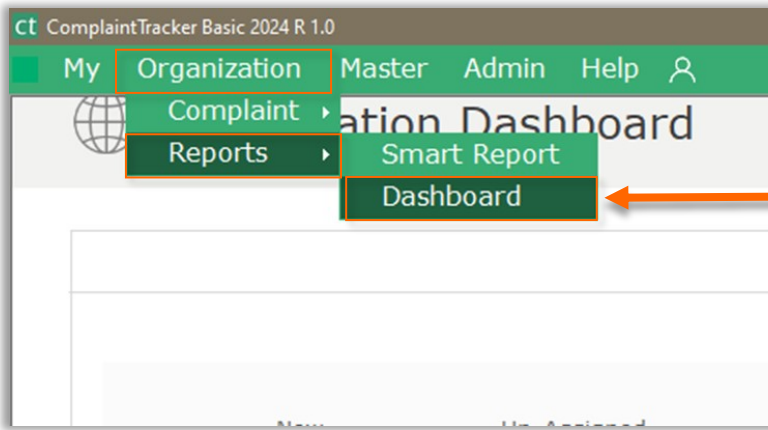 ct ComplaintTracker Basic 2024 R 1.0
My Organization Master Admin Help
Complaint
ation Dashboard
Reports
Smart Report
Dashboard